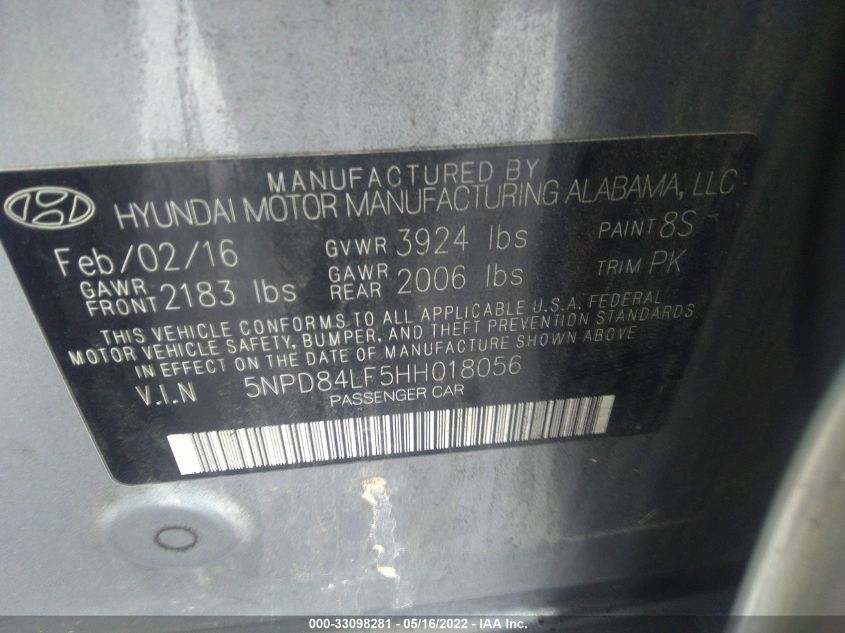 MANUFACTURED BY
HYUNDAI MOTOR MANUFACTURING ALABAMA, LLC
Feb/02/16 GVWR 3924 lbs PAINT 8S
GAWR FRONT 2183 lbs GAWR REAR 2006 lbs TRIM PK
THIS VEHICLE CONFORMS TO ALL APPLICABLE U.S.A. FEDERAL
MOTOR VEHICLE SAFETY, BUMPER, AND THEFT PREVENTION STANDARDS
IN EFFECT ON THE DATE OF MANUFACTURE SHOWN ABOVE
V.I.N 5NPD84LF5HH018056
PASSENGER CAR
000-33098281 - 05/16/2022 - IAA Inc.